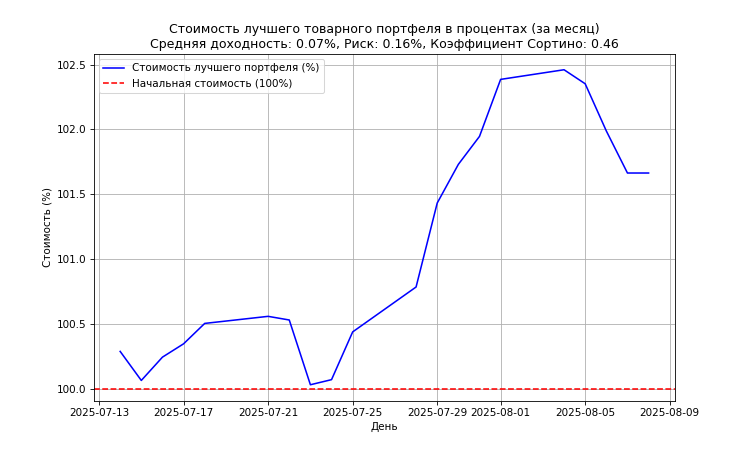 Стоимость лучшего товарного портфеля в процентах (за месяц)
Средняя доходность: 0.07%, Риск: 0.16%, Коэффициент Сортино: 0.46
Стоимость лучшего портфеля (%)
Начальная стоимость (100%)
Стоимость (%)
102.5
102.0
101.5
101.0
100.5
100.0
2025-07-13 2025-07-17 2025-07-21 2025-07-25 2025-07-29 2025-08-01 2025-08-05 2025-08-09
День